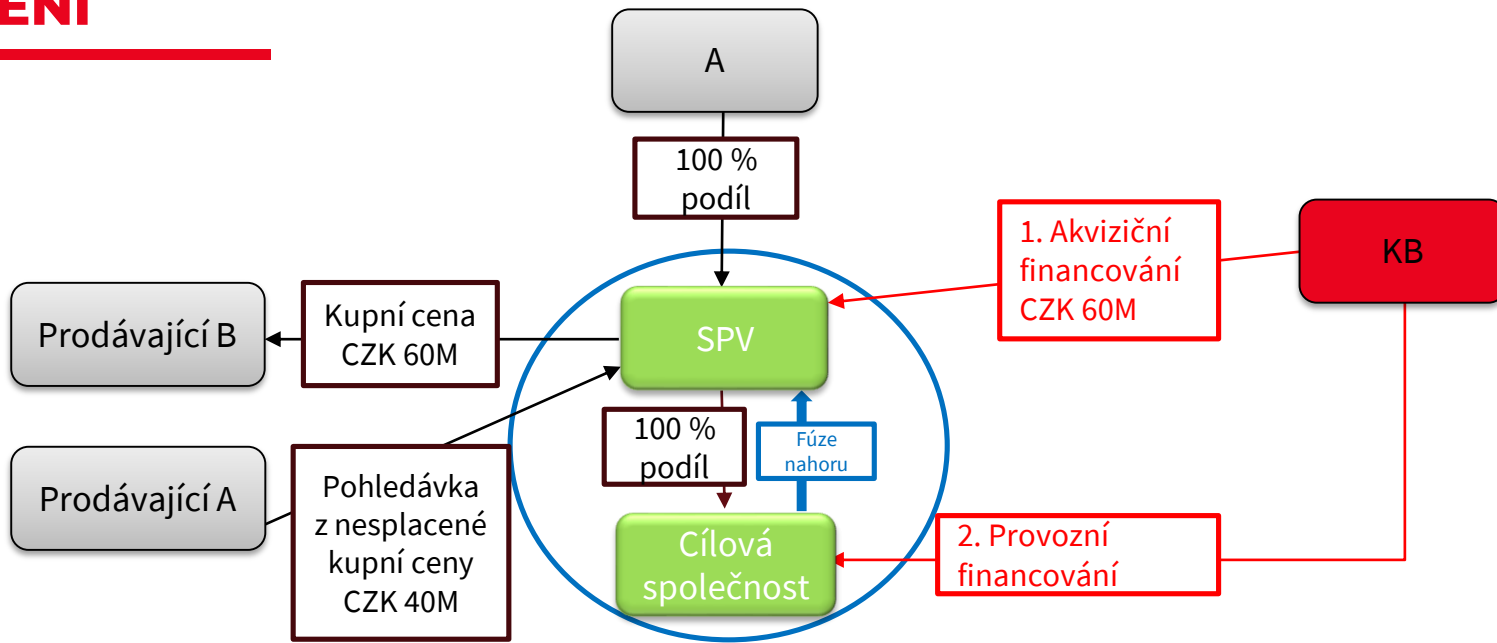 ENÍ
A
100 %
podíl
1. Akviziční
financování
CZK 60M
KB
Prodávající B
Kupní cena
CZK 60M
SPV
100 %
podíl
Fúze
nahoru
Prodávající A
Pohledávka
z nesplacené
kupní ceny
CZK 40M
Cílová
společnost
2. Provozní
financování